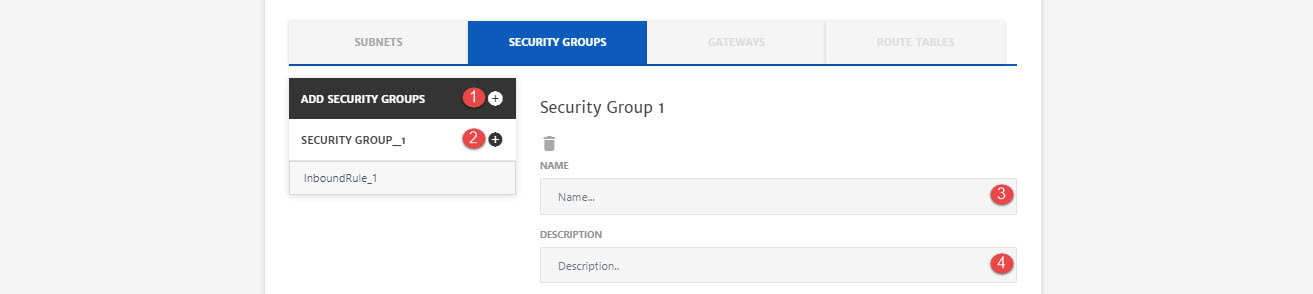 SUBNETS
SECURITY GROUPS
GATEWAYS
ROUTE TABLES
ADD SECURITY GROUPS 1 +
SECURITY GROUP_1 2 +
InboundRule_1
Security Group 1
NAME
Name... 3
DESCRIPTION
Description.. 4